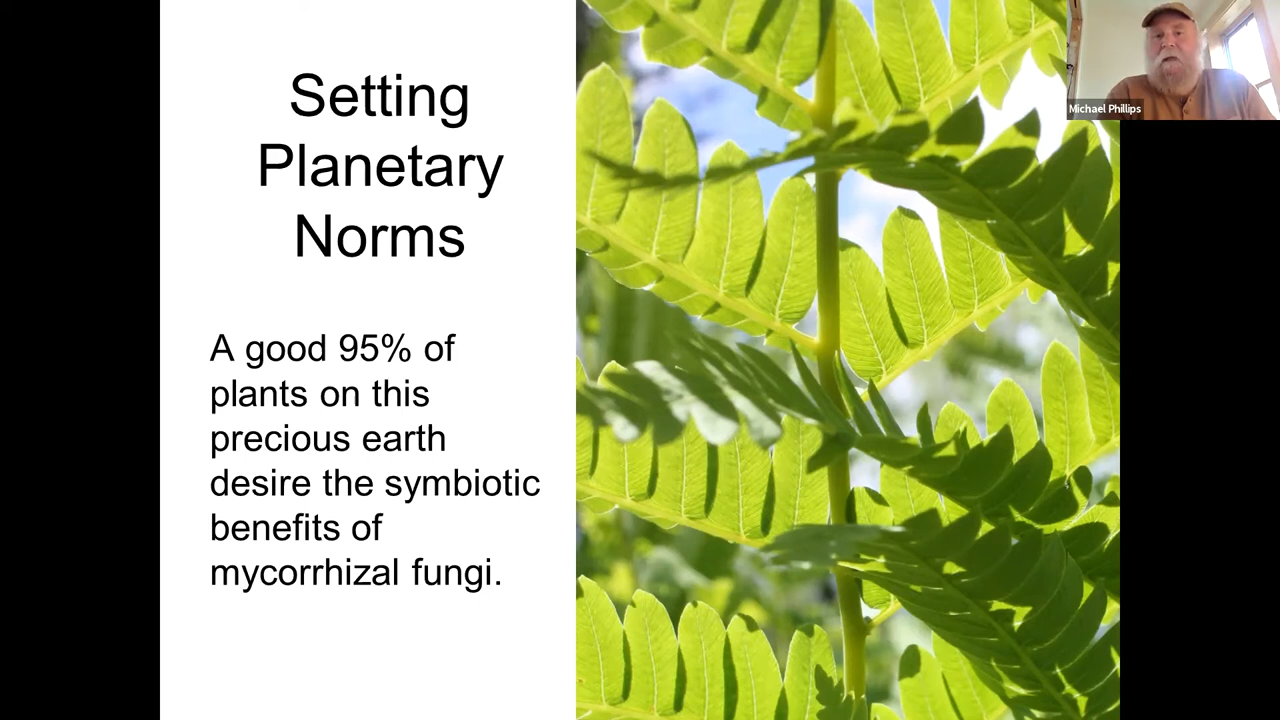 Setting
Planetary
Norms
A good 95% of
plants on this
precious earth
desire the symbiotic
benefits of
mycorrhizal fungi.
Michael Phillips